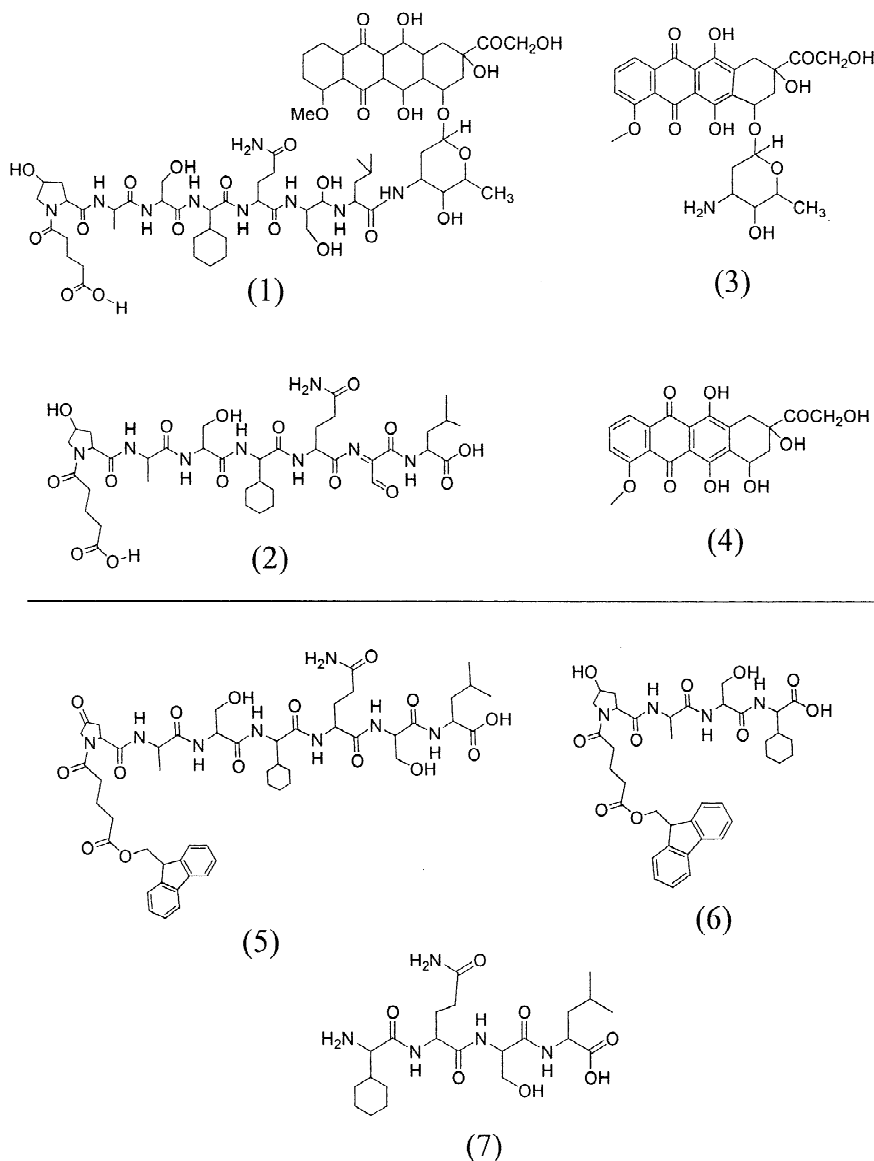 O OH
COCH₂OH
OH
MeO O OH O
H
O
CH₃
OH
H₂N O
HO
OH
H O H O H O H OH
N N N N N N
O O O O
OH
O
O
O-H
(1)
O OH
COCH₂OH
OH
O O OH O
H
O
H₂N CH₃
OH
(3)
H₂N O
HO
OH
H O H O H O N O
N N N N N OH
O O O O H O
O
O
O
O-H
(2)
O OH
COCH₂OH
OH
O O OH OH
(4)
H₂N O
O
OH
H O H O H O H O
N N N N N N OH
O O O O O
OH
O
O
O
(5)
HO
OH
H O H O
N N N OH
O H O
O
O
O
(6)
H₂N O
O H O
H₂N N N N O
H O H OH
OH
(7)